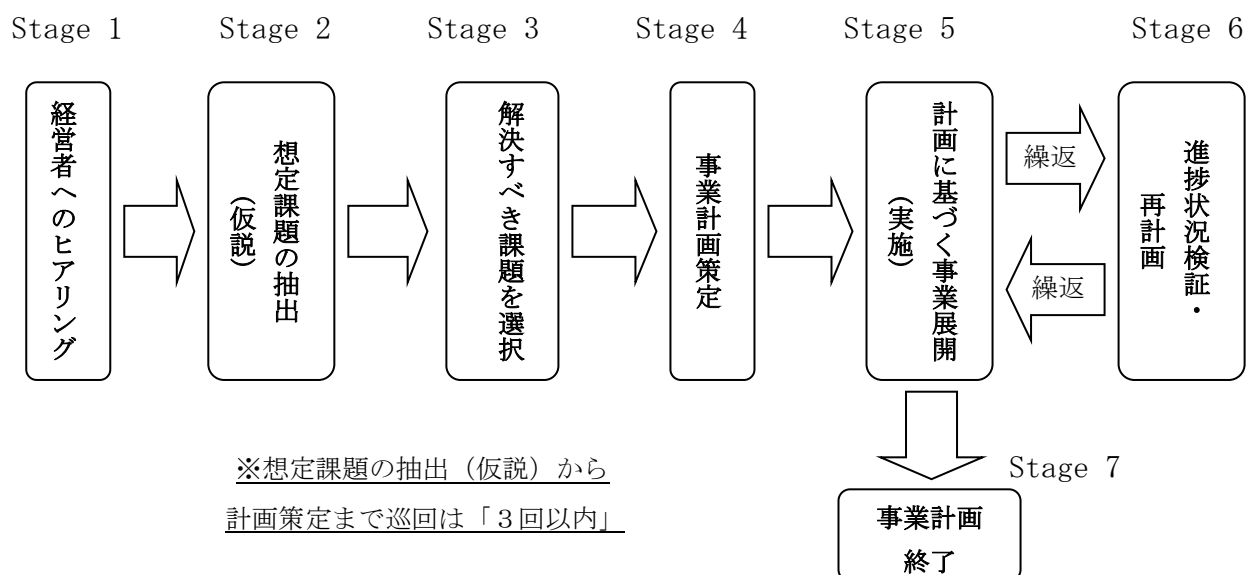 Stage 1
Stage 2
Stage 3
Stage 4
Stage 5
Stage 6
経営者へのヒアリング
想定課題の抽出
（仮説）
解決すべき課題を選択
事業計画策定
計画に基づく事業展開
（実施）
繰返
繰返
進捗状況検証・
再計画
※想定課題の抽出（仮説）から
計画策定まで巡回は「３回以内」
Stage 7
事業計画
終了